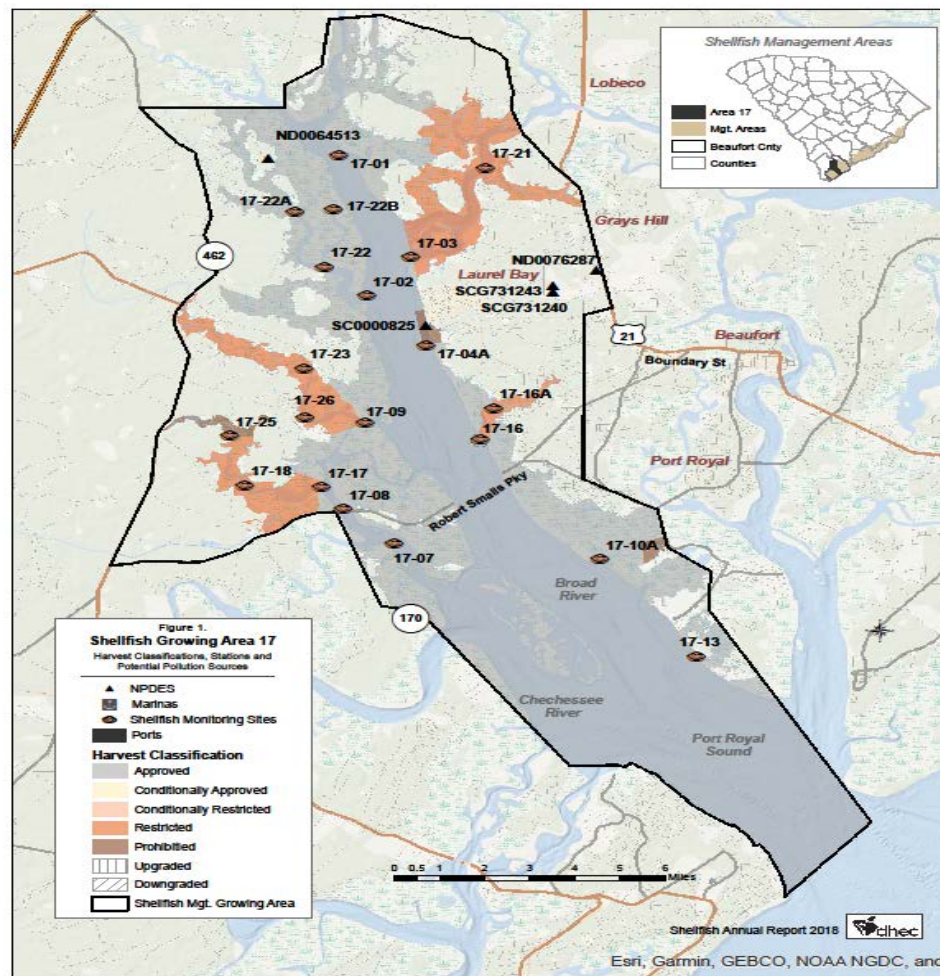 Shellfish Management Areas
Area 17
Mgt. Areas
Beaufort Cnty
Counties
Lobeco
ND0064513
17-01
17-21
17-22A
17-22B
Grays Hill
17-03
462
17-22
ND0076287
Laurel Bay
SCG731243
17-02
SCG731240
SC0000825
21
Beaufort
17-04A
Boundary St
17-23
17-26
17-16A
17-09
17-25
17-16
Port Royal
17-18
17-17
17-08
Robert Smalls Pky
17-07
17-10A
Broad
River
170
17-13
Chechessee
River
Port Royal
Sound
Figure 1.
Shellfish Growing Area 17
Harvest Classifications, Stations and
Potential Pollution Sources
NPDES
Marinas
Shellfish Monitoring Sites
Ports
Harvest Classification
Approved
Conditionally Approved
Conditionally Restricted
Restricted
Prohibitied
Upgraded
Downgraded
Shellfish Mgt. Growing Area
0 0.5 1 2 3 4 5 6
Miles
Shellfish Annual Report 2018
dhec
Esri, Garmin, GEBCO, NOAA NGDC, and